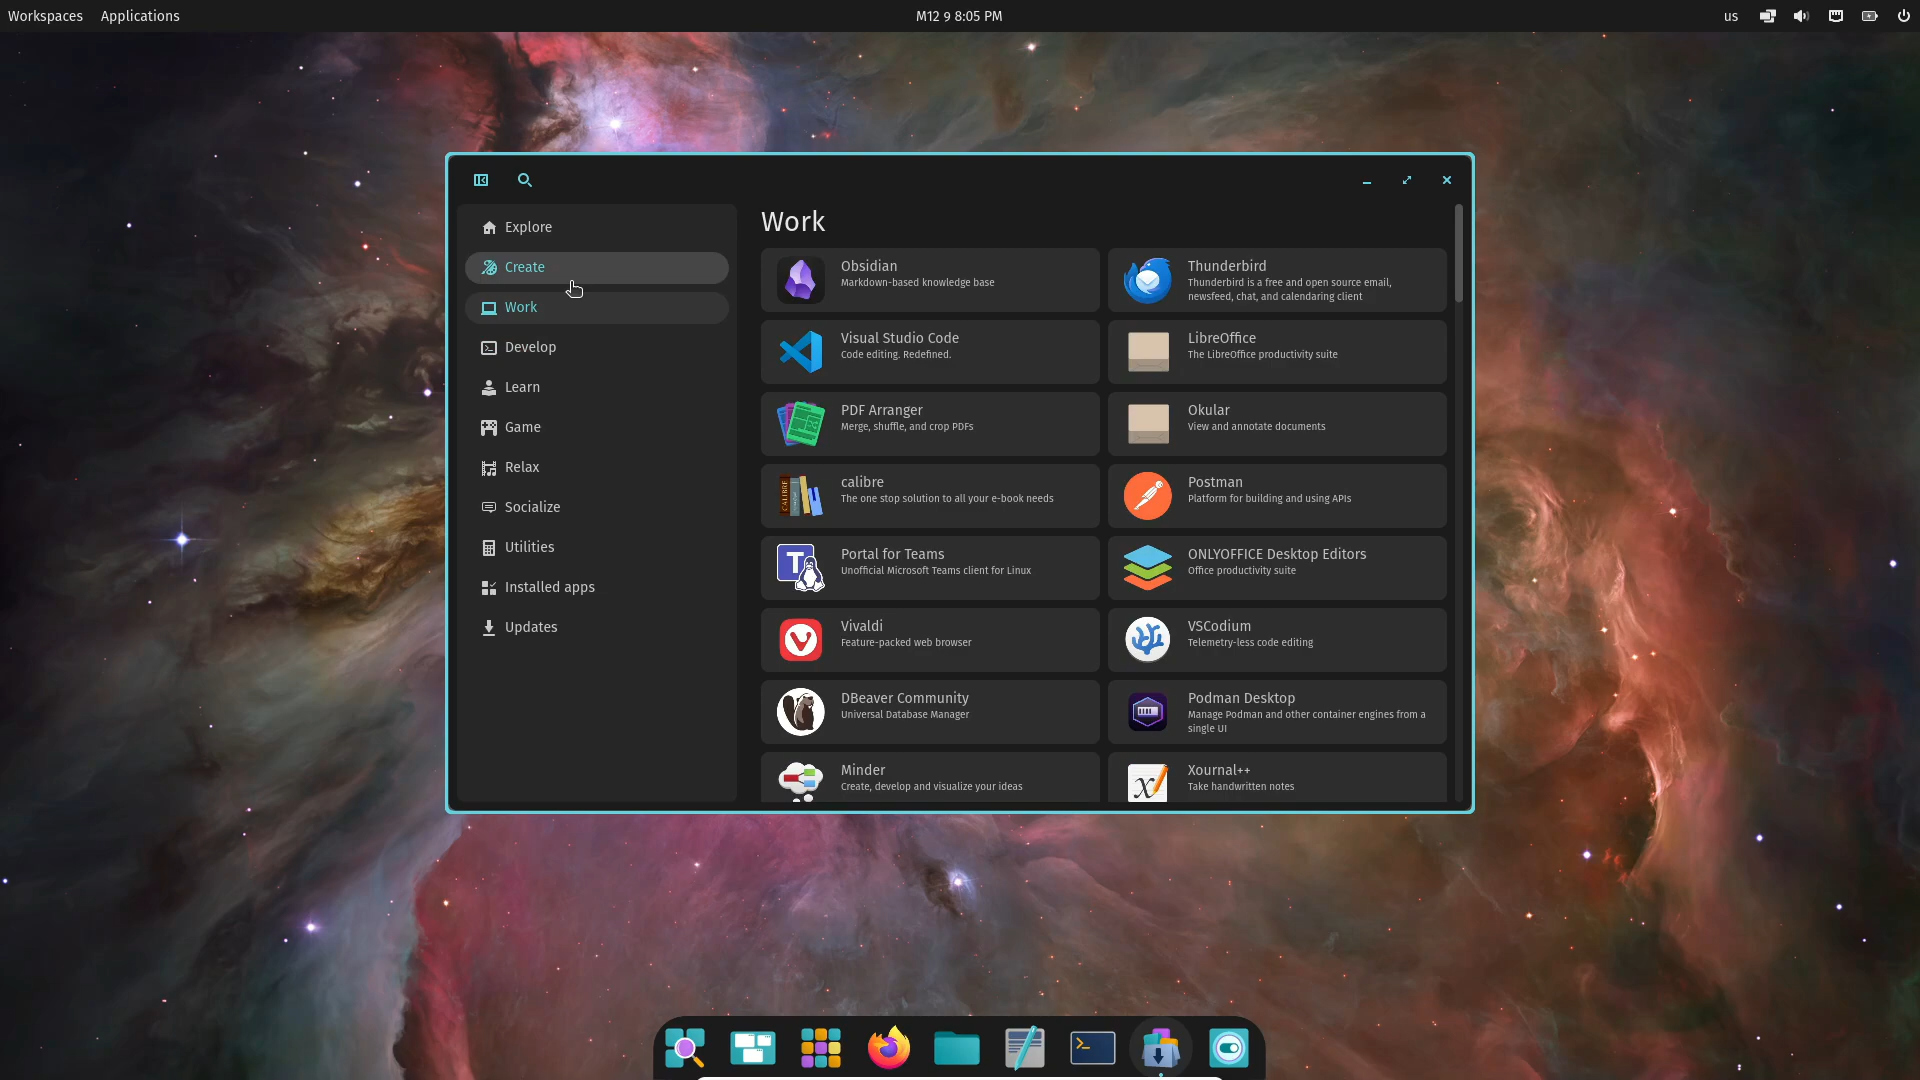 Workspaces Applications M12 9 8:05 PM us
Explore
Create
Work
Develop
Learn
Game
Relax
Socialize
Utilities
Installed apps
Updates
Work
Obsidian
Markdown-based knowledge base
Thunderbird
Thunderbird is a free and open source email,
newsfeed, chat, and calendaring client
Visual Studio Code
Code editing. Redefined.
LibreOffice
The LibreOffice productivity suite
PDF Arranger
Merge, shuffle, and crop PDFs
Okular
View and annotate documents
CALIBRE
calibre
The one stop solution to all your e-book needs
Postman
Platform for building and using APIs
T
Portal for Teams
Unofficial Microsoft Teams client for Linux
ONLYOFFICE Desktop Editors
Office productivity suite
Vivaldi
Feature-packed web browser
VSCodium
Telemetry-less code editing
DBeaver Community
Universal Database Manager
Podman Desktop
Manage Podman and other container engines from a
single UI
Minder
Create, develop and visualize your ideas
Xournal++
Take handwritten notes